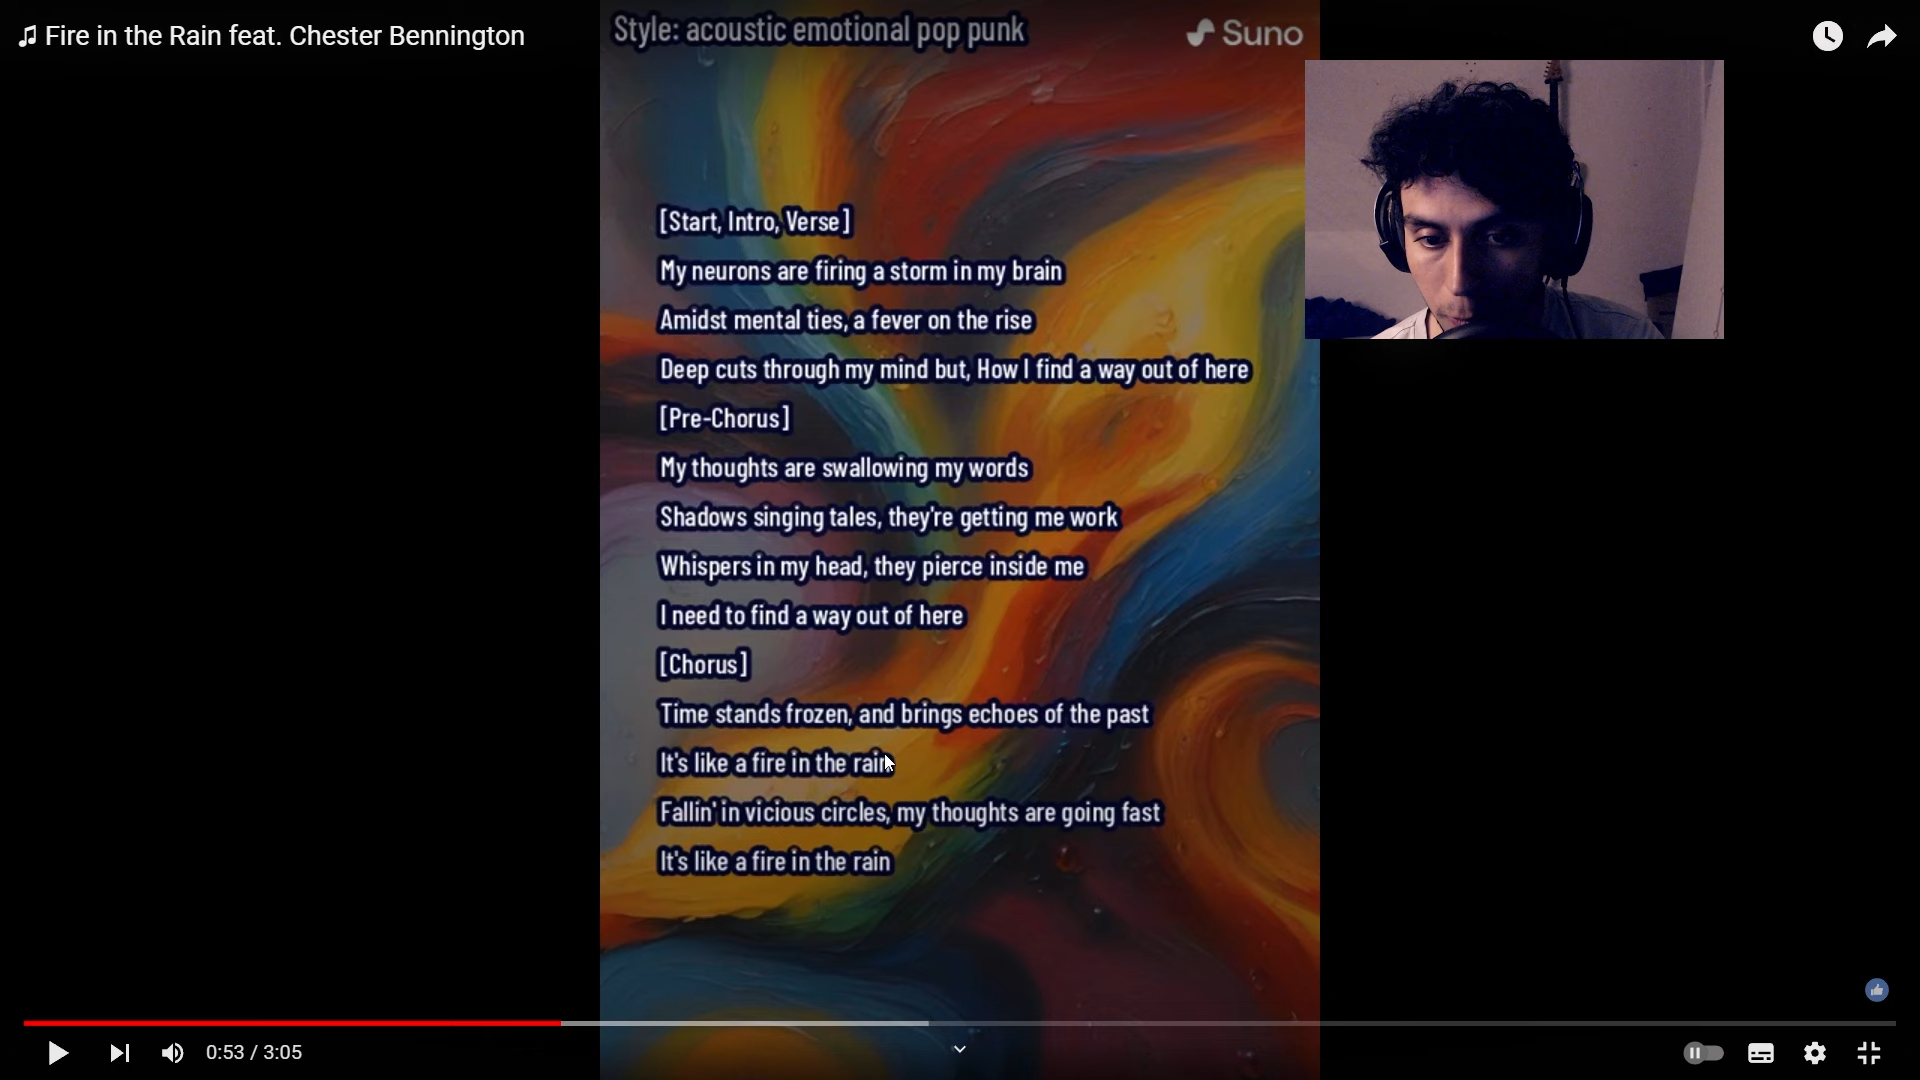 ♫ Fire in the Rain feat. Chester Bennington
Style: acoustic emotional pop punk
Suno
[Start, Intro, Verse]
My neurons are firing a storm in my brain
Amidst mental ties, a fever on the rise
Deep cuts through my mind but, How I find a way out of here
[Pre-Chorus]
My thoughts are swallowing my words
Shadows singing tales, they're getting me work
Whispers in my head, they pierce inside me
I need to find a way out of here
[Chorus]
Time stands frozen, and brings echoes of the past
It's like a fire in the rain
Fallin' in vicious circles, my thoughts are going fast
It's like a fire in the rain
0:53 / 3:05